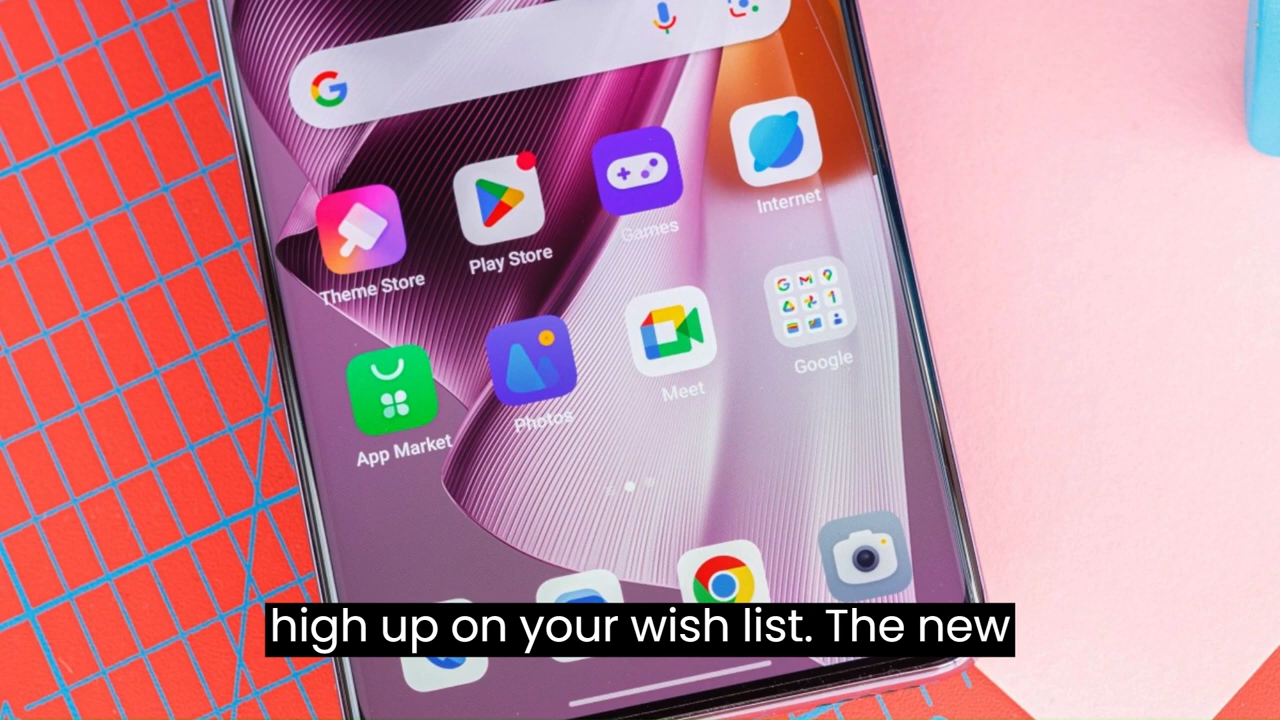 Internet
Games
Play Store
Theme Store
Google
Meet
Photos
App Market
high up on your wish list. The new